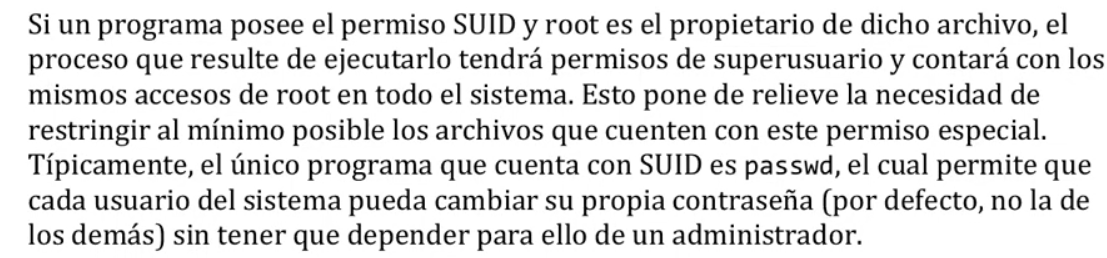 Si un programa posee el permiso SUID y root es el propietario de dicho archivo, el
proceso que resulte de ejecutarlo tendrá permisos de superusuario y contará con los
mismos accesos de root en todo el sistema. Esto pone de relieve la necesidad de
restringir al mínimo posible los archivos que cuenten con este permiso especial.
Típicamente, el único programa que cuenta con SUID es passwd, el cual permite que
cada usuario del sistema pueda cambiar su propia contraseña (por defecto, no la de
los demás) sin tener que depender para ello de un administrador.